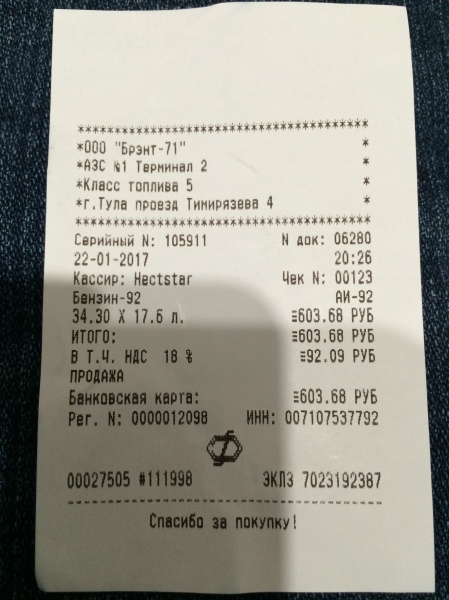 ********************************
*ООО "Брэнт-71" *
*АЗС №1 Терминал 2 *
*Класс топлива 5 *
*г.Тула проезд Тимирязева 4 *
********************************
Серийный N: 105911 N док: 06280
22-01-2017 20:26
Кассир: Hectstar Чек N: 00123
Бензин-92 АИ-92
34.30 X 17.6 л. ≡603.68 РУБ
ИТОГО: ≡603.68 РУБ
В Т.Ч. НДС 18 % ≡92.09 РУБ
ПРОДАЖА
Банковская карта: ≡603.68 РУБ
Рег. N: 0000012098 ИНН: 007107537792
00027505 #111998 ЭКЛЗ 7023192387
--------------------------------
Спасибо за покупку!